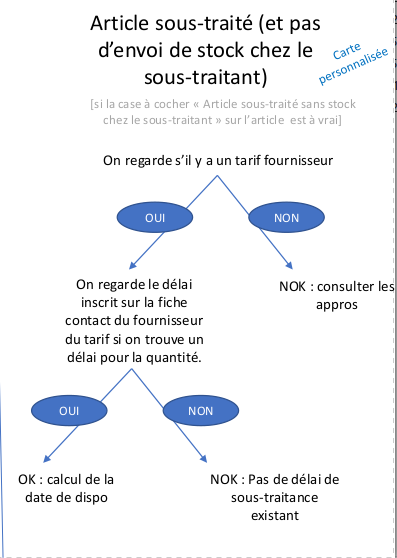 Article sous-traité (et pas
d’envoi de stock chez le
sous-traitant)
Carte
personnalisée
[si la case à cocher « Article sous-traité sans stock
chez le sous-traitant » sur l’article est à vrai]
On regarde s’il y a un tarif fournisseur
OUI
NON
On regarde le délai
inscrit sur la fiche
contact du fournisseur
du tarif si on trouve un
délai pour la quantité.
NOK : consulter les
appros
OUI
NON
OK : calcul de la
date de dispo
NOK : Pas de délai de
sous-traitance
existant